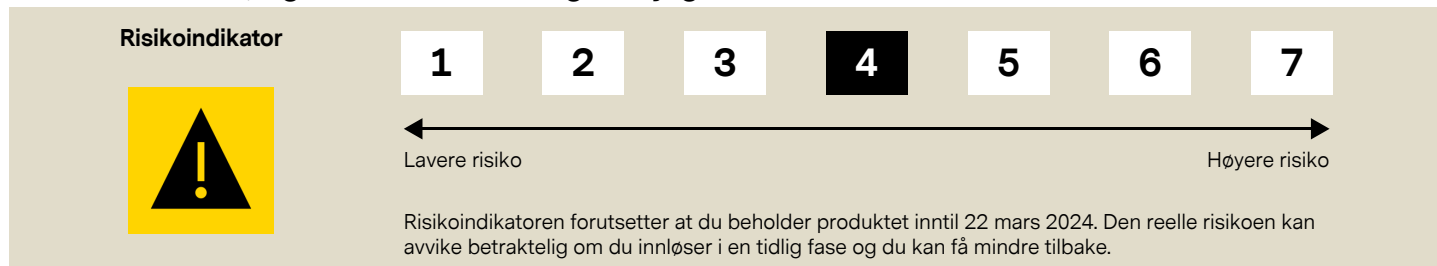 Risikoindikator
1 2 3 4 5 6 7
Lavere risiko Høyere risiko
Risikoindikatoren forutsetter at du beholder produktet inntil 22 mars 2024. Den reelle risikoen kan
avvike betraktelig om du innløser i en tidlig fase og du kan få mindre tilbake.